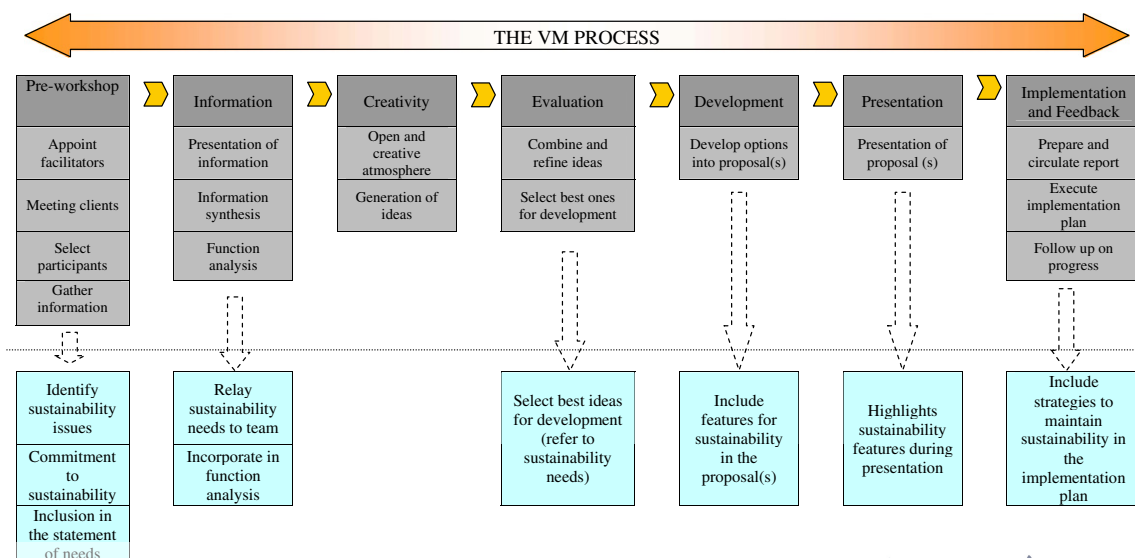 THE VM PROCESS
Pre-workshop
Appoint
facilitators
Meeting clients
Select
participants
Gather
information
Information
Presentation of
information
Information
synthesis
Function
analysis
Creativity
Open and
creative
atmosphere
Generation of
ideas
Evaluation
Combine and
refine ideas
Select best ones
for development
Development
Develop options
into proposal(s)
Presentation
Presentation of
proposal (s)
Implementation
and Feedback
Prepare and
circulate report
Execute
implementation
plan
Follow up on
progress
Identify
sustainability
issues
Commitment
to
sustainability
Inclusion in
the statement
of needs
Relay
sustainability
needs to team
Incorporate in
function
analysis
Select best ideas
for development
(refer to
sustainability
needs)
Include
features for
sustainability
in the
proposal(s)
Highlights
sustainability
features during
presentation
Include
strategies to
maintain
sustainability in
the
implementation
plan